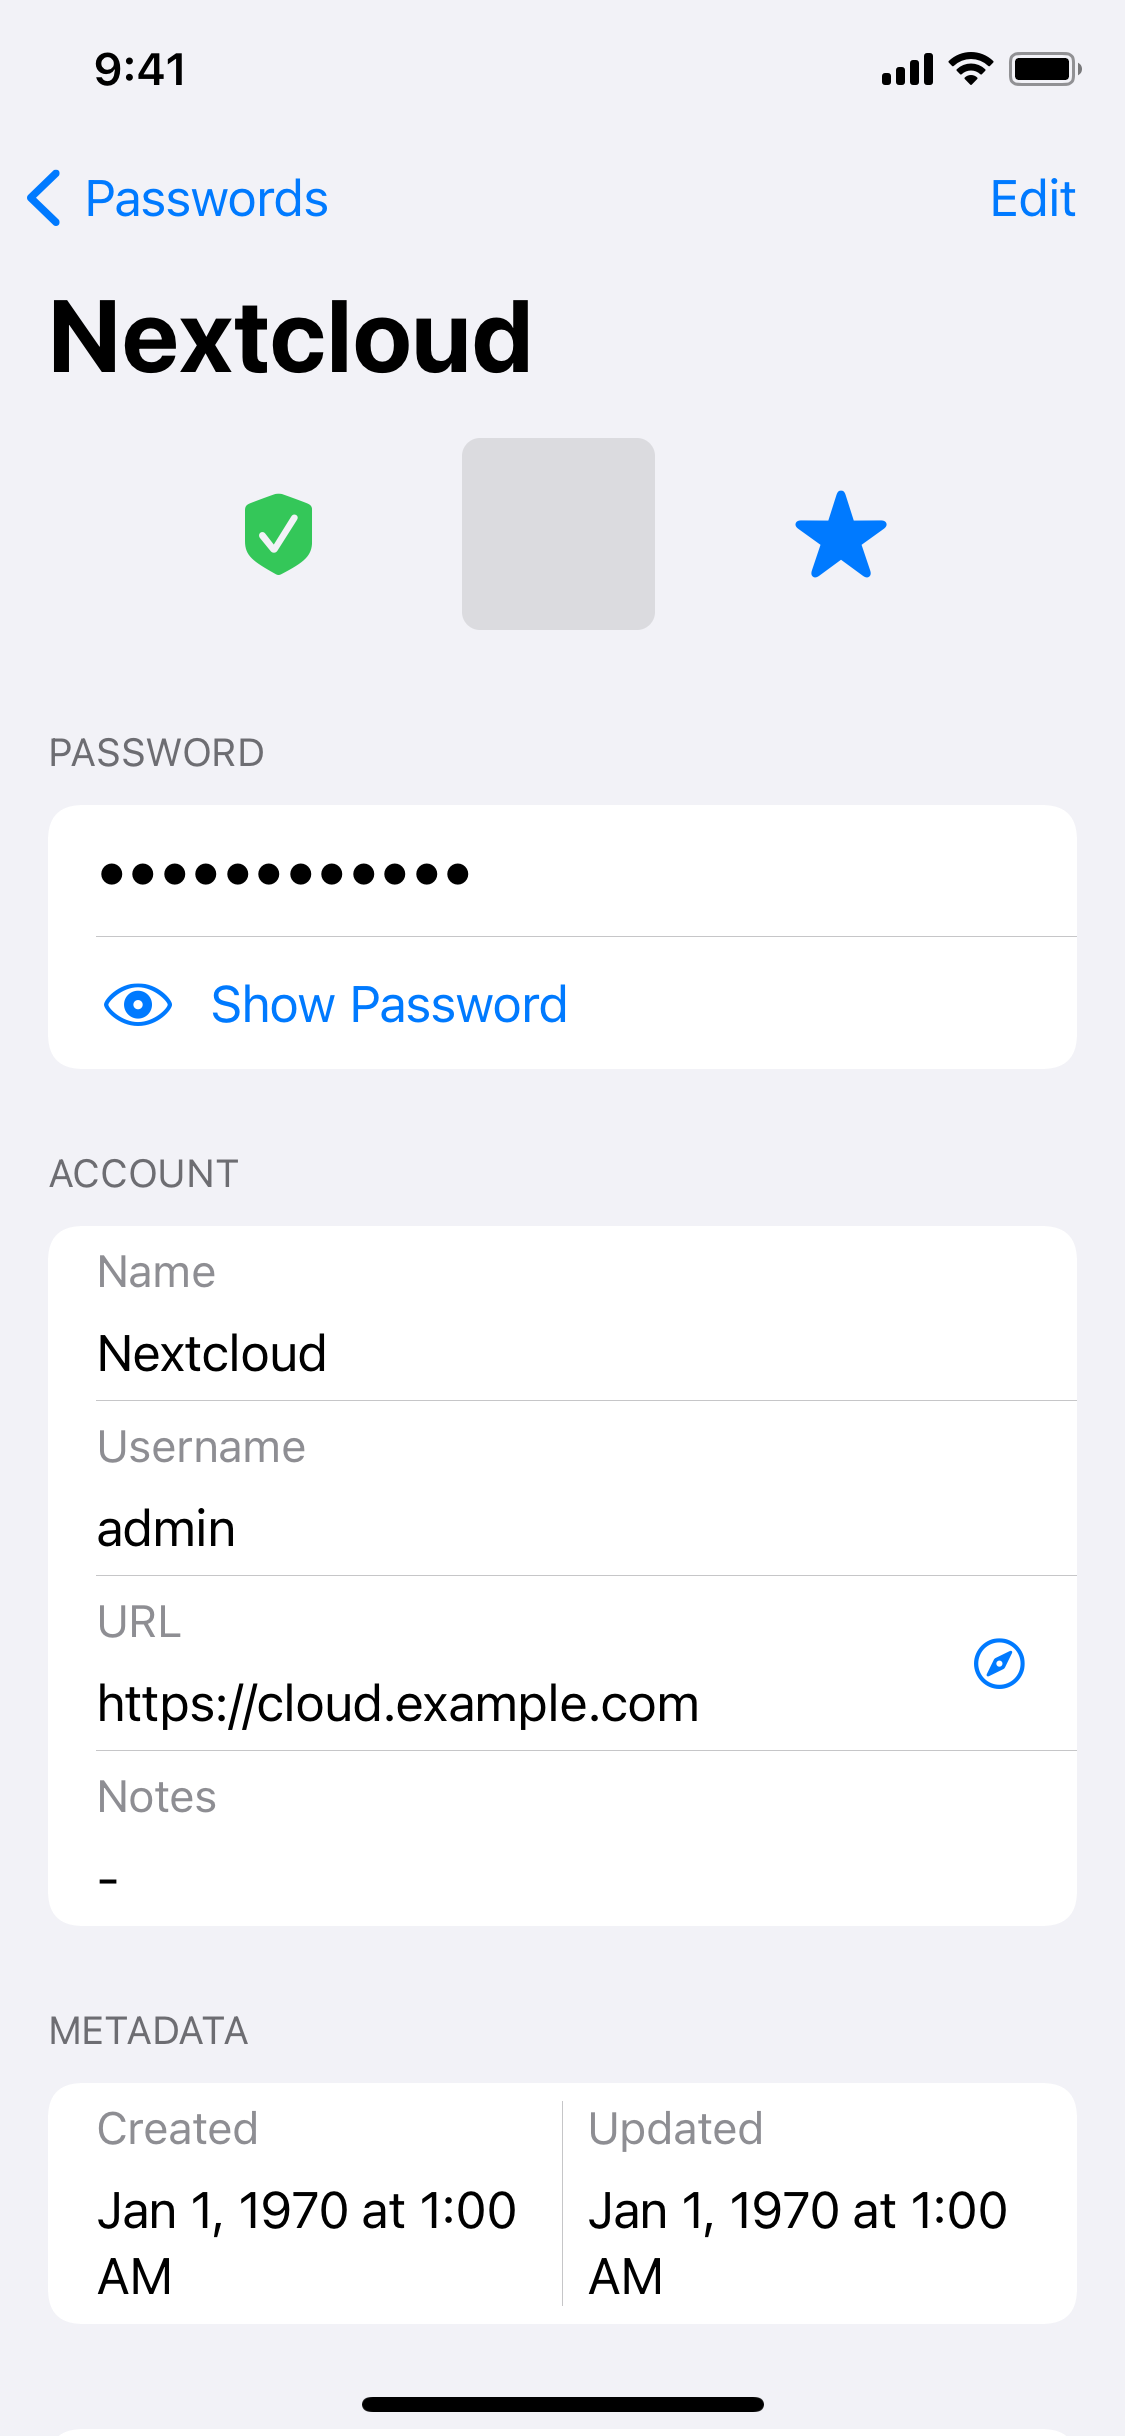 9:41
Passwords
Edit
Nextcloud
PASSWORD
••••••••••••
Show Password
ACCOUNT
Name
Nextcloud
Username
admin
URL
https://cloud.example.com
Notes
-
METADATA
Created
Jan 1, 1970 at 1:00
AM
Updated
Jan 1, 1970 at 1:00
AM